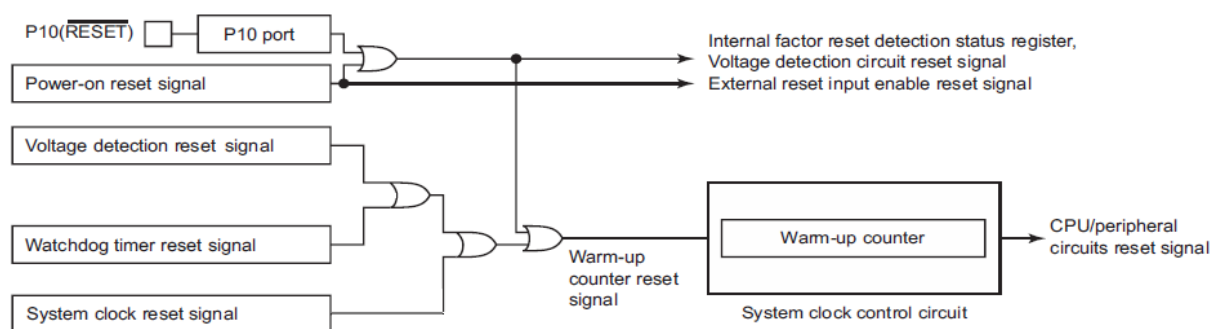 P10(RESET)
P10 port
Internal factor reset detection status register,
Voltage detection circuit reset signal
Power-on reset signal
External reset input enable reset signal
Voltage detection reset signal
Watchdog timer reset signal
Warm-up counter
CPU/peripheral
circuits reset signal
Warm-up
counter reset
signal
System clock reset signal
System clock control circuit